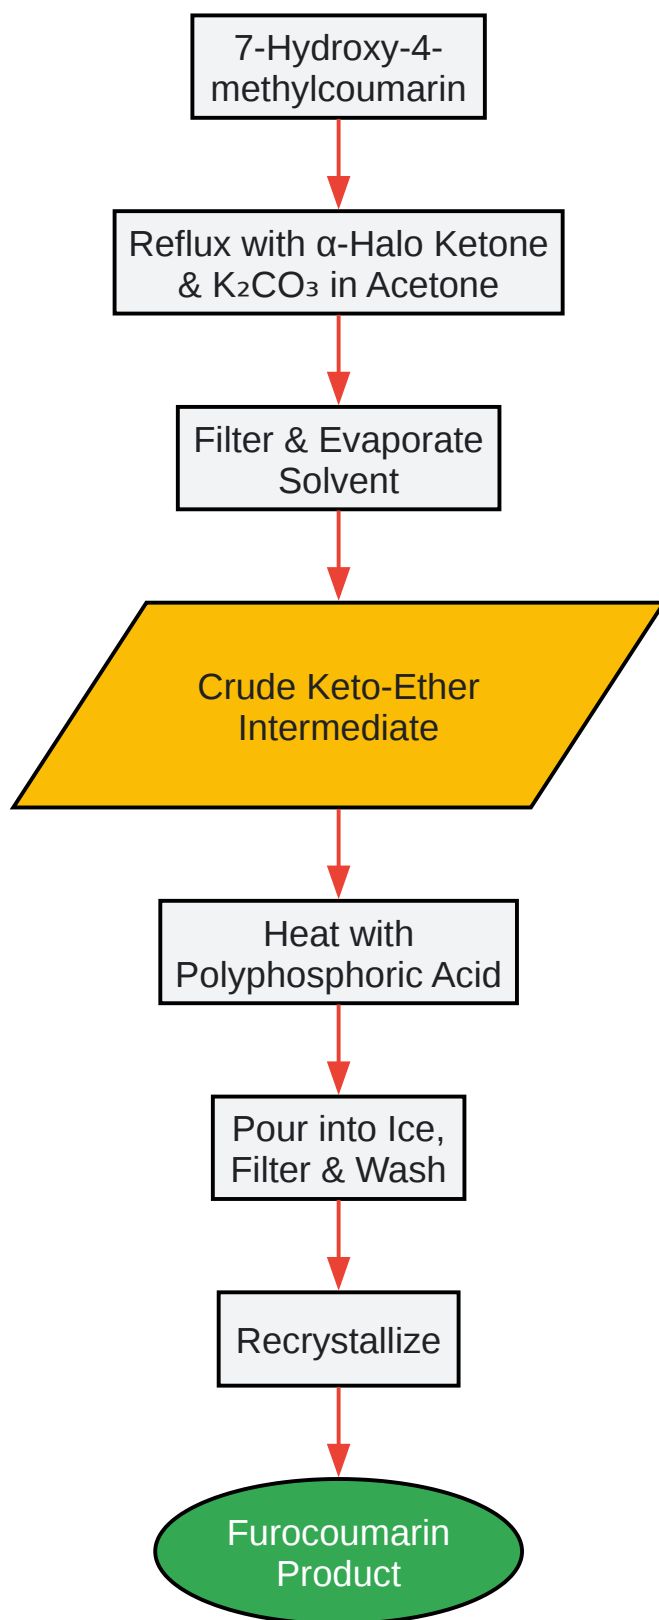 7-Hydroxy-4-
methylcoumarin
Reflux with α-Halo Ketone
& K₂CO₃ in Acetone
Filter & Evaporate
Solvent
Crude Keto-Ether
Intermediate
Heat with
Polyphosphoric Acid
Pour into Ice,
Filter & Wash
Recrystallize
Furocoumarin
Product